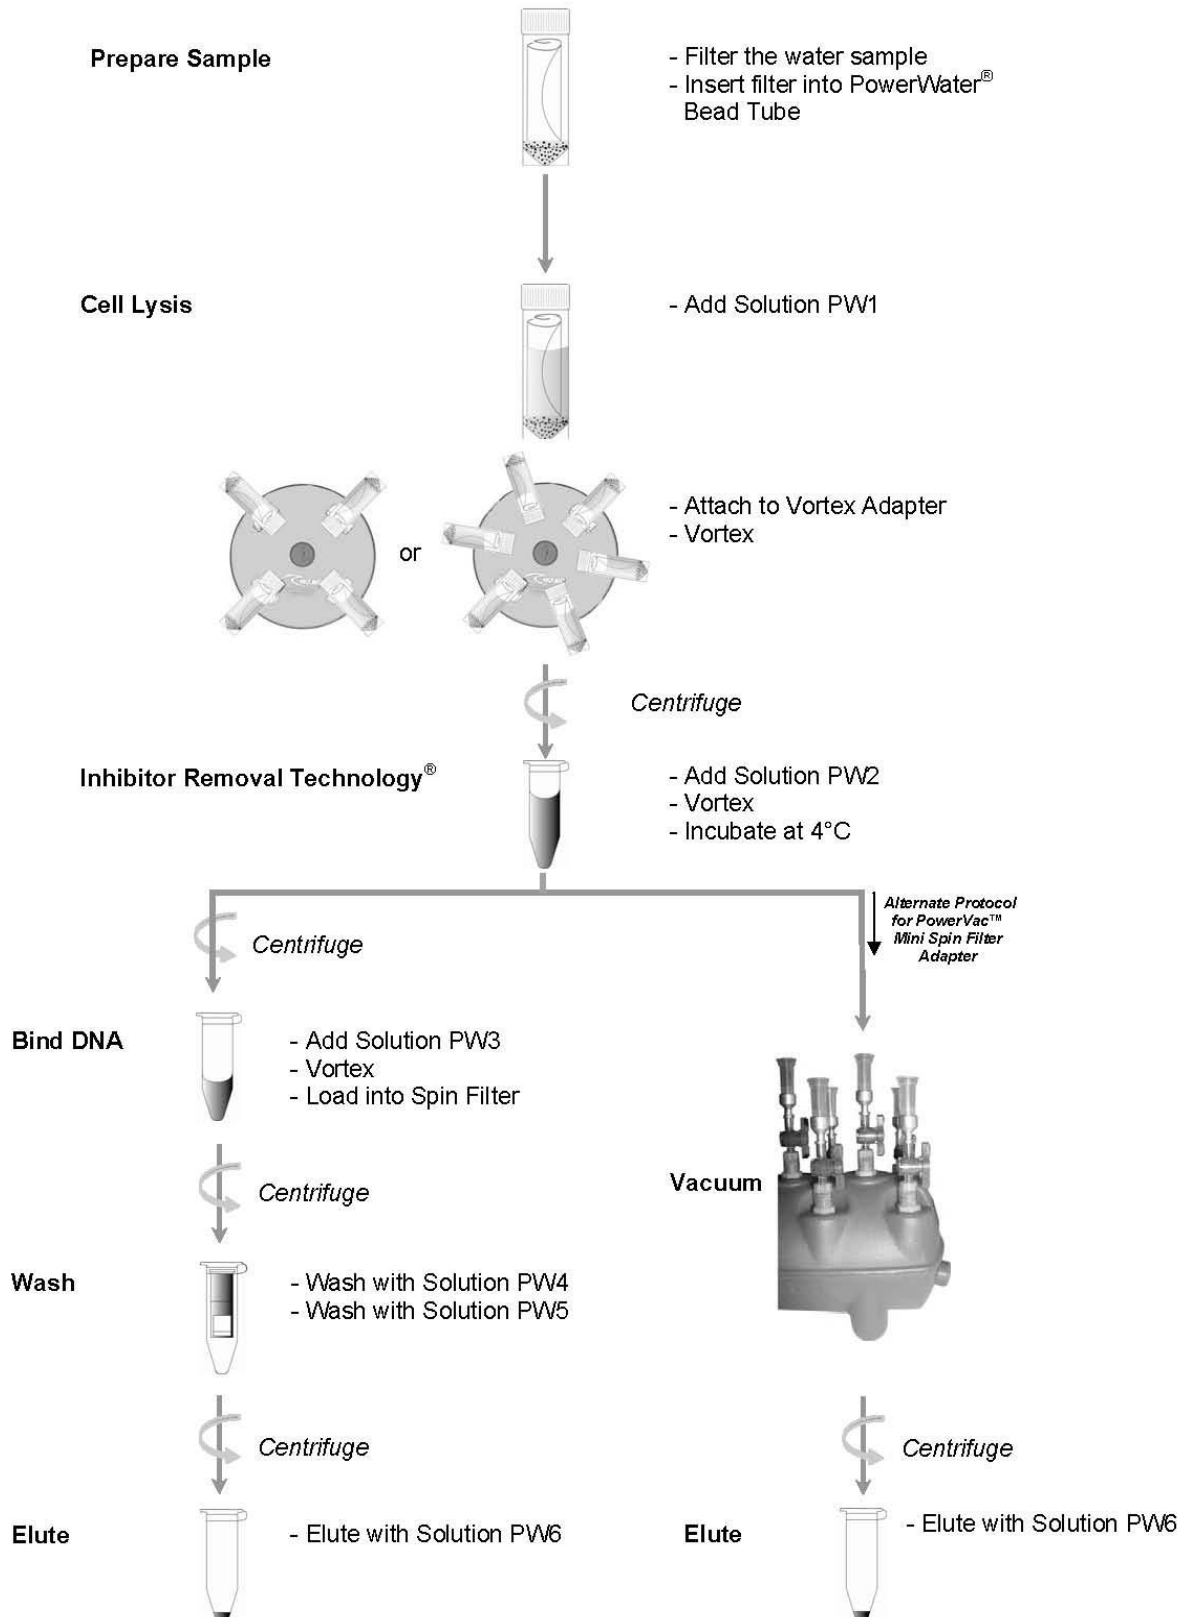 Prepare Sample
- Filter the water sample
- Insert filter into PowerWater®
Bead Tube
Cell Lysis
- Add Solution PW1
or
- Attach to Vortex Adapter
- Vortex
Centrifuge
Inhibitor Removal Technology®
- Add Solution PW2
- Vortex
- Incubate at 4°C
Centrifuge
Alternate Protocol
for PowerVac™
Mini Spin Filter
Adapter
Bind DNA
- Add Solution PW3
- Vortex
- Load into Spin Filter
Centrifuge
Vacuum
Wash
- Wash with Solution PW4
- Wash with Solution PW5
Centrifuge
Centrifuge
Elute
- Elute with Solution PW6
Elute
- Elute with Solution PW6